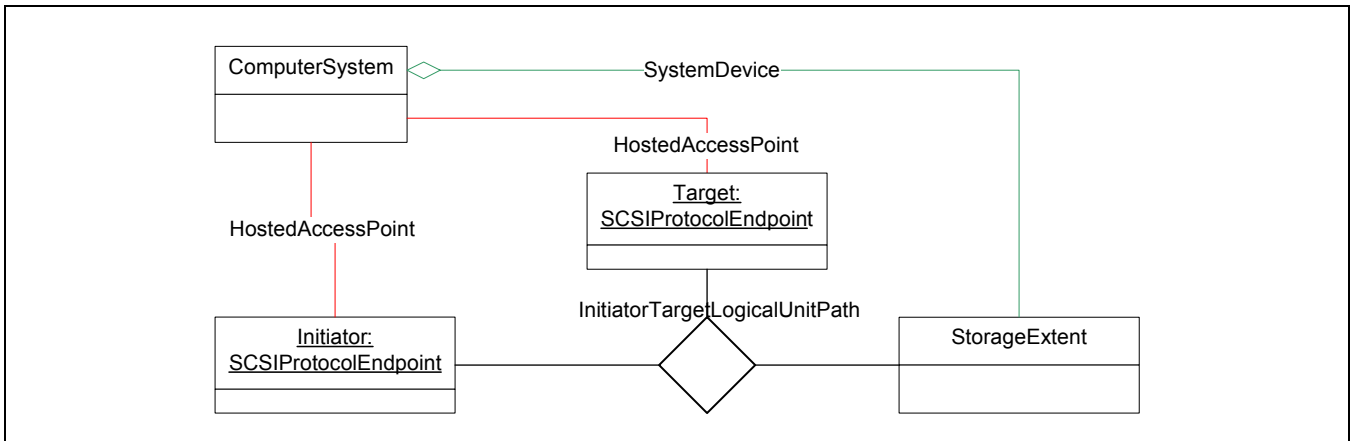 ComputerSystem
SystemDevice
HostedAccessPoint
Target:
SCSIProtocolEndpoint
HostedAccessPoint
InitiatorTargetLogicalUnitPath
Initiator:
SCSIProtocolEndpoint
StorageExtent